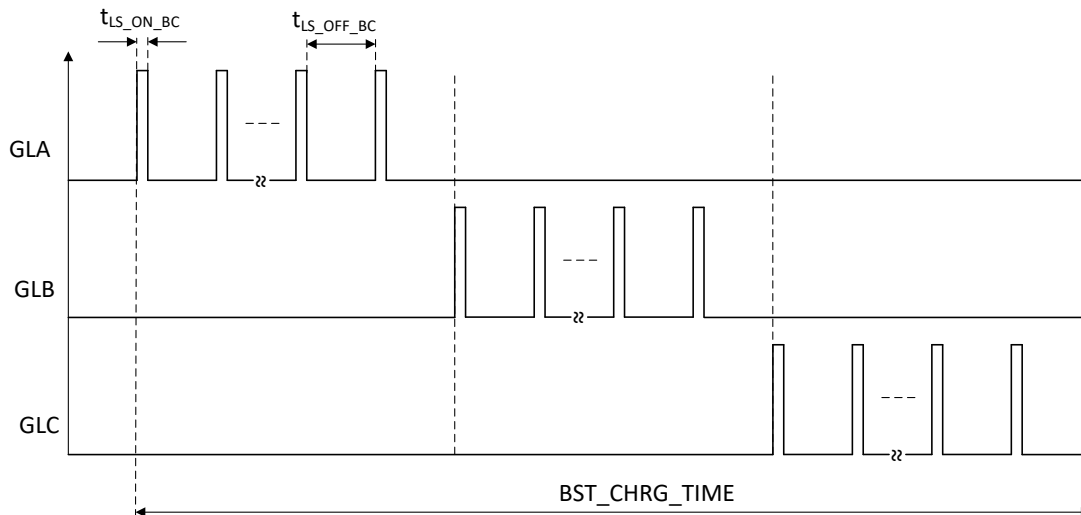 tLS_ON_BC
tLS_OFF_BC
GLA
GLB
GLC
BST_CHRG_TIME